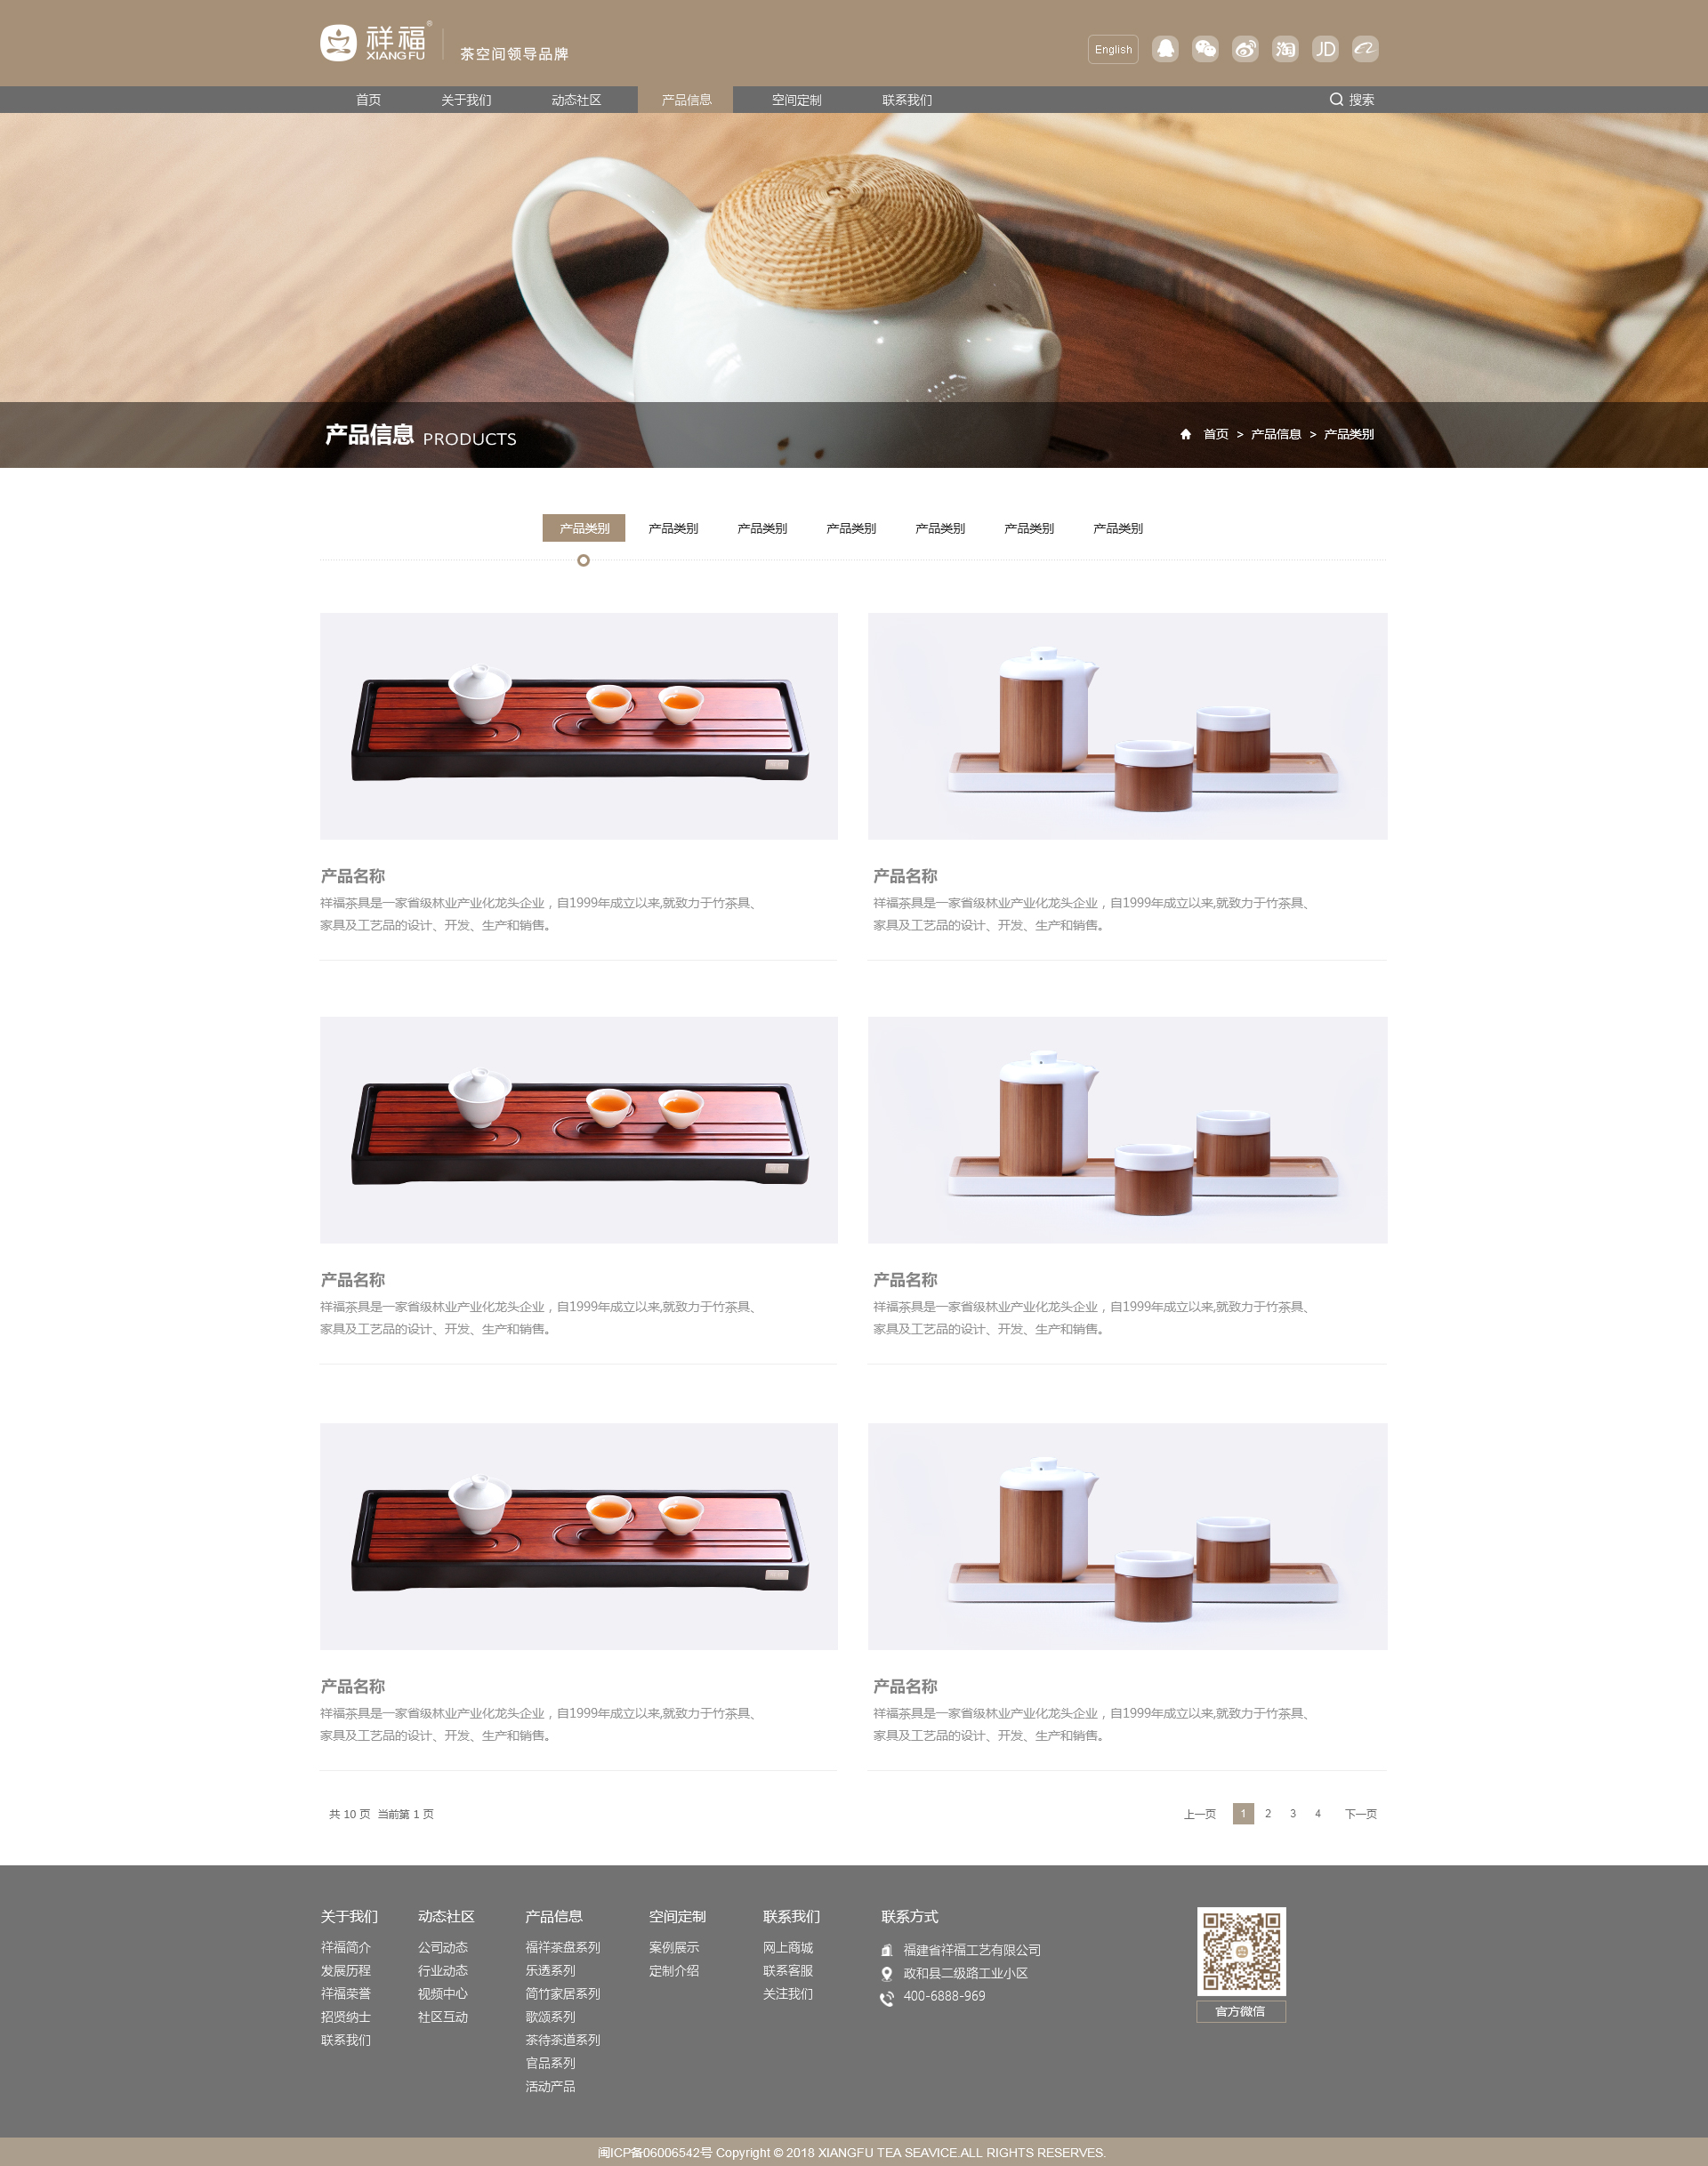 祥福®
XIANGFU
茶空间领导品牌
English
淘
JD
首页 关于我们 动态社区 产品信息 空间定制 联系我们 搜索
产品信息 PRODUCTS
首页 > 产品信息 > 产品类别
产品类别 产品类别 产品类别 产品类别 产品类别 产品类别 产品类别
产品名称
祥福茶具是一家省级林业产业化龙头企业，自1999年成立以来,就致力于竹茶具、
家具及工艺品的设计、开发、生产和销售。
产品名称
祥福茶具是一家省级林业产业化龙头企业，自1999年成立以来,就致力于竹茶具、
家具及工艺品的设计、开发、生产和销售。
产品名称
祥福茶具是一家省级林业产业化龙头企业，自1999年成立以来,就致力于竹茶具、
家具及工艺品的设计、开发、生产和销售。
产品名称
祥福茶具是一家省级林业产业化龙头企业，自1999年成立以来,就致力于竹茶具、
家具及工艺品的设计、开发、生产和销售。
产品名称
祥福茶具是一家省级林业产业化龙头企业，自1999年成立以来,就致力于竹茶具、
家具及工艺品的设计、开发、生产和销售。
产品名称
祥福茶具是一家省级林业产业化龙头企业，自1999年成立以来,就致力于竹茶具、
家具及工艺品的设计、开发、生产和销售。
共 10 页 当前第 1 页
上一页 1 2 3 4 下一页
关于我们
祥福简介
发展历程
祥福荣誉
招贤纳士
联系我们
动态社区
公司动态
行业动态
视频中心
社区互动
产品信息
福祥茶盘系列
乐透系列
简竹家居系列
歌颂系列
茶待茶道系列
官品系列
活动产品
空间定制
案例展示
定制介绍
联系我们
网上商城
联系客服
关注我们
联系方式
福建省祥福工艺有限公司
政和县二级路工业小区
400-6888-969
官方微信
闽ICP备06006542号 Copyright © 2018 XIANGFU TEA SEAVICE.ALL RIGHTS RESERVES.